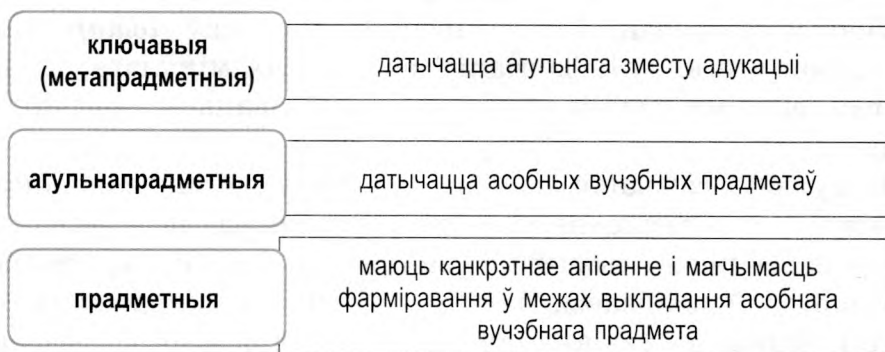 ключавыя
(метапрадметныя)
датычацца агульнага зместу адукацыі
агульнапрадметныя
датычацца асобных вучэбных прадметаў
прадметныя
маюць канкрэтнае апісанне і магчымасць
фарміравання ў межах выкладання асобнага
вучэбнага прадмета